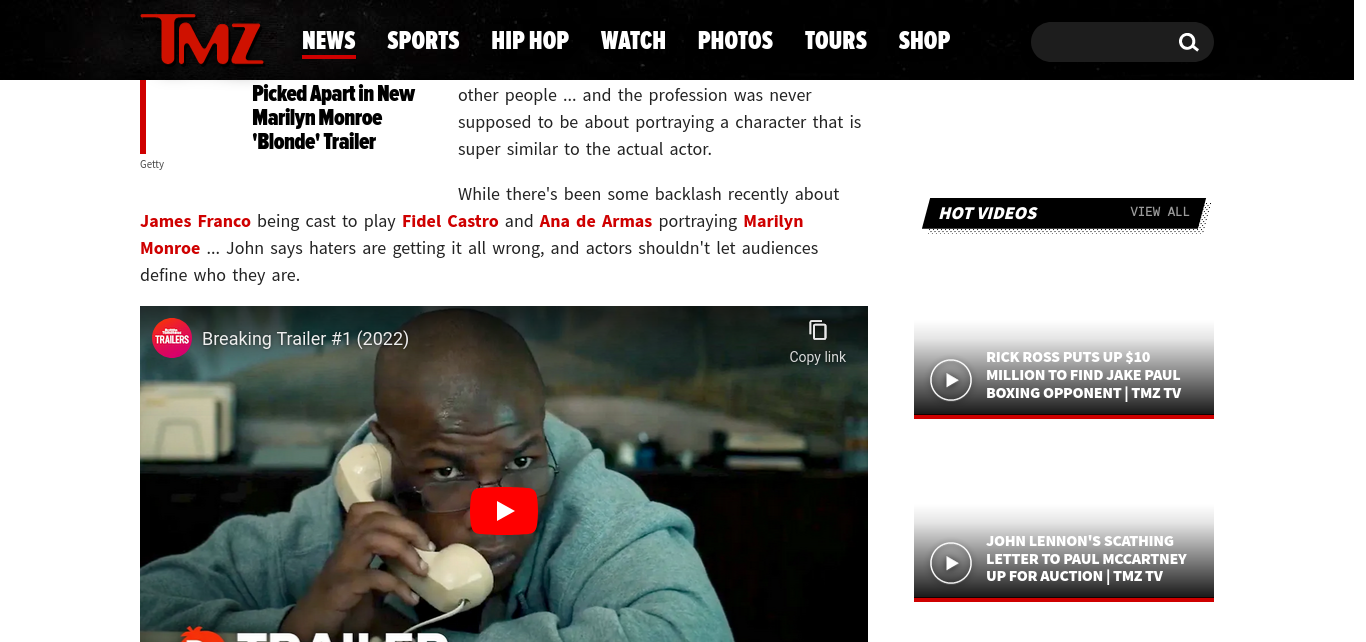 TMZ
NEWS SPORTS HIP HOP WATCH PHOTOS TOURS SHOP
Picked Apart in New
Marilyn Monroe
'Blonde' Trailer
Getty
other people ... and the profession was never
supposed to be about portraying a character that is
super similar to the actual actor.
While there's been some backlash recently about
James Franco being cast to play Fidel Castro and Ana de Armas portraying Marilyn
Monroe ... John says haters are getting it all wrong, and actors shouldn't let audiences
define who they are.
TRAILERS
Breaking Trailer #1 (2022)
Copy link
TRAILER
HOT VIDEOS VIEW ALL
RICK ROSS PUTS UP $10
MILLION TO FIND JAKE PAUL
BOXING OPPONENT | TMZ TV
JOHN LENNON'S SCATHING
LETTER TO PAUL MCCARTNEY
UP FOR AUCTION | TMZ TV